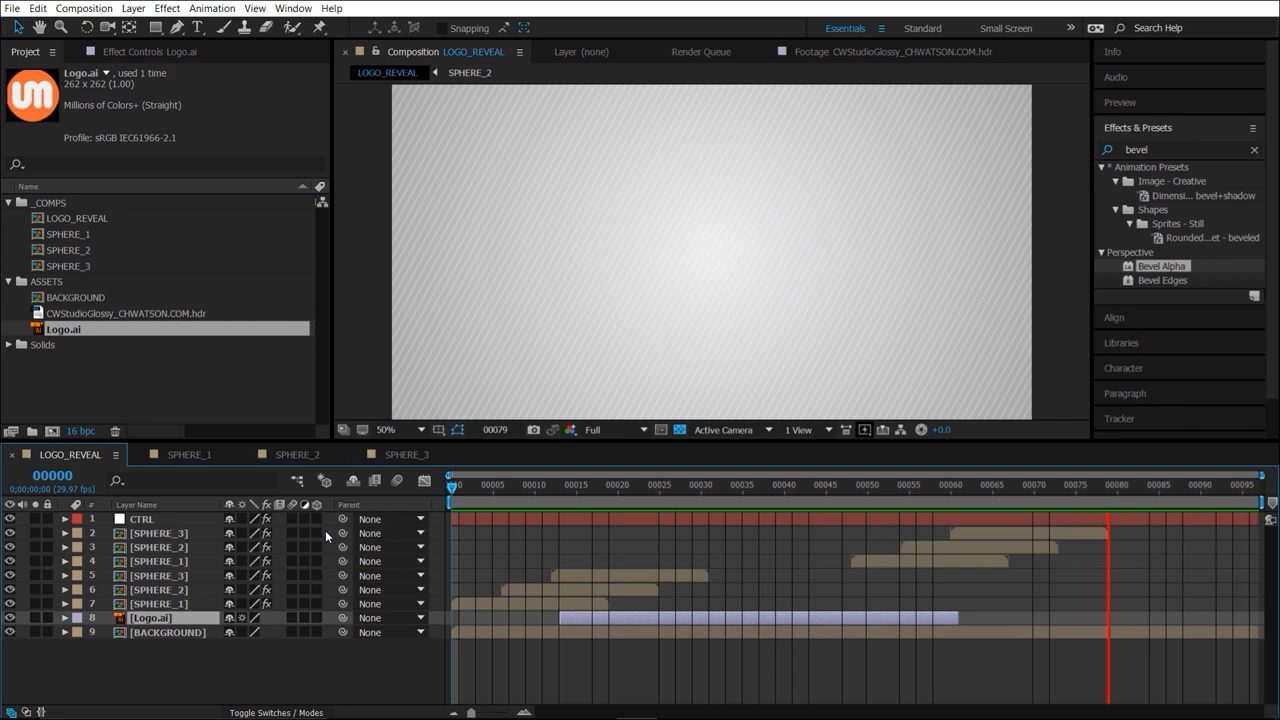 File Edit Composition Layer Effect Animation View Window Help
Snapping Essentials Standard Small Screen Search Help
Project Effect Controls Logo.ai
Composition LOGO_REVEAL Layer (none) Render Queue Footage CWStudioGlossy_CHWATSON.COM.hdr
Info
Logo.ai , used 1 time
262 x 262 (1.00)
Millions of Colors+ (Straight)
Profile: sRGB IEC61966-2.1
um
LOGO_REVEAL SPHERE_2
Audio
Preview
Effects & Presets
bevel
* Animation Presets
Image - Creative
Dimensi... bevel+shadow
Shapes
Sprites - Still
Rounded...et - beveled
Perspective
Bevel Alpha
Bevel Edges
Align
Libraries
Character
Paragraph
Tracker
Name
_COMPS
LOGO_REVEAL
SPHERE_1
SPHERE_2
SPHERE_3
ASSETS
BACKGROUND
CWStudioGlossy_CHWATSON.COM.hdr
Logo.ai
Solids
16 bpc
50% 00079 Full Active Camera 1 View +0.0
LOGO_REVEAL SPHERE_1 SPHERE_2 SPHERE_3
00000
0;00;00;00 (29.97 fps)
00005 00010 00015 00020 00025 00030 00035 00040 00045 00050 00055 00060 00065 00070 00075 00080 00085 00090 00095
# Layer Name Parent
1 CTRL None
2 [SPHERE_3] None
3 [SPHERE_2] None
4 [SPHERE_1] None
5 [SPHERE_3] None
6 [SPHERE_2] None
7 [SPHERE_1] None
8 [Logo.ai] None
9 [BACKGROUND] None
Toggle Switches / Modes